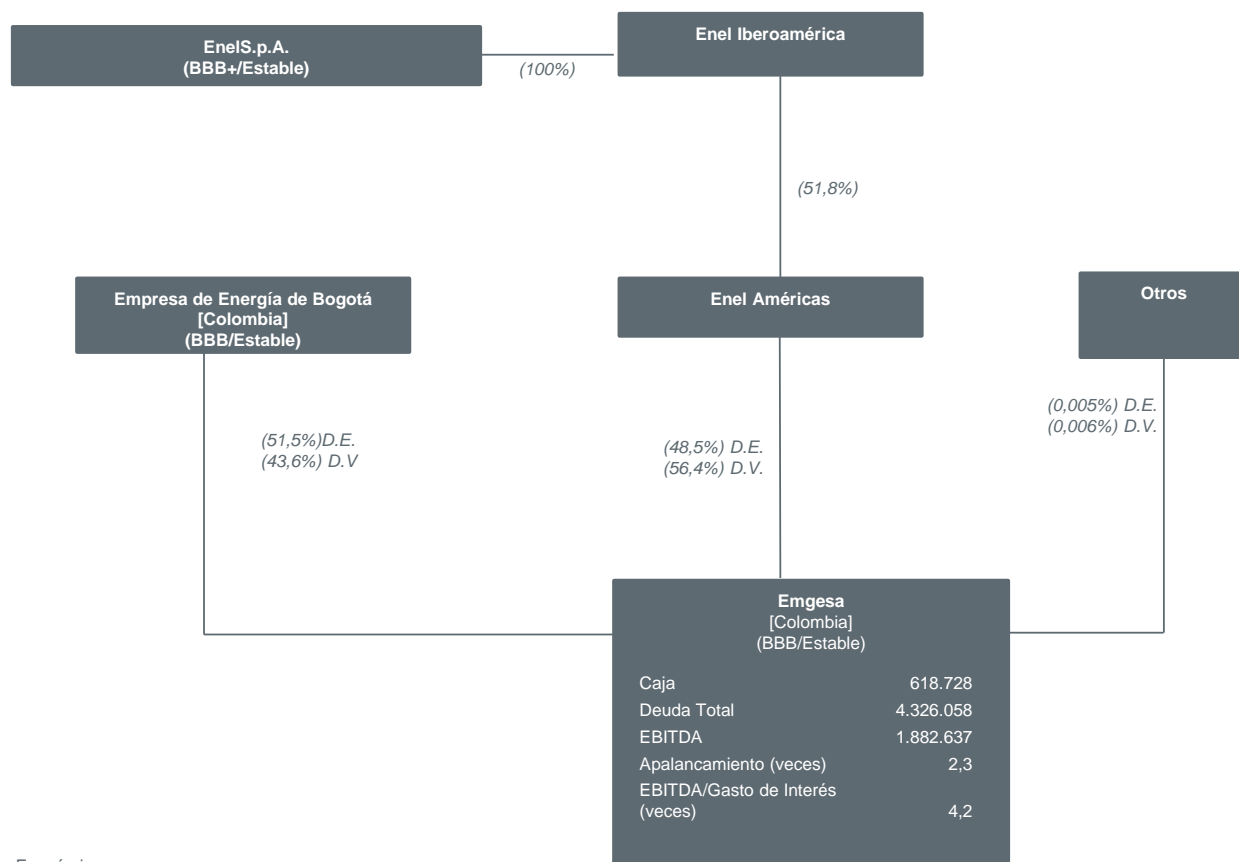 EnelS.p.A.
(BBB+/Estable)
(100%)
Enel Iberoamérica
(51,8%)
Empresa de Energía de Bogotá
[Colombia]
(BBB/Estable)
Enel Américas
Otros
(51,5%)D.E.
(43,6%) D.V
(48,5%) D.E.
(56,4%) D.V.
(0,005%) D.E.
(0,006%) D.V.
Emgesa
[Colombia]
(BBB/Estable)
Caja 618.728
Deuda Total 4.326.058
EBITDA 1.882.637
Apalancamiento (veces) 2,3
EBITDA/Gasto de Interés
(veces) 4,2